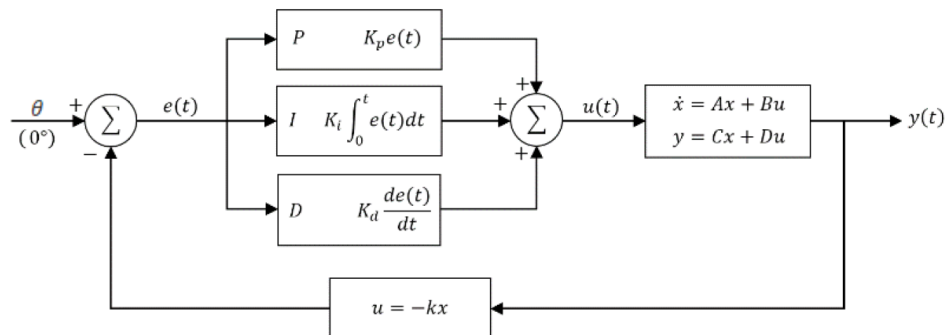 P K_p e(t)
θ
(0°)
+
−
∑
e(t)
I K_i ∫_0^t e(t)dt
D K_d de(t)/dt
+
+
+
∑
u(t)
ẋ = Ax + Bu
y = Cx + Du
y(t)
u = −kx